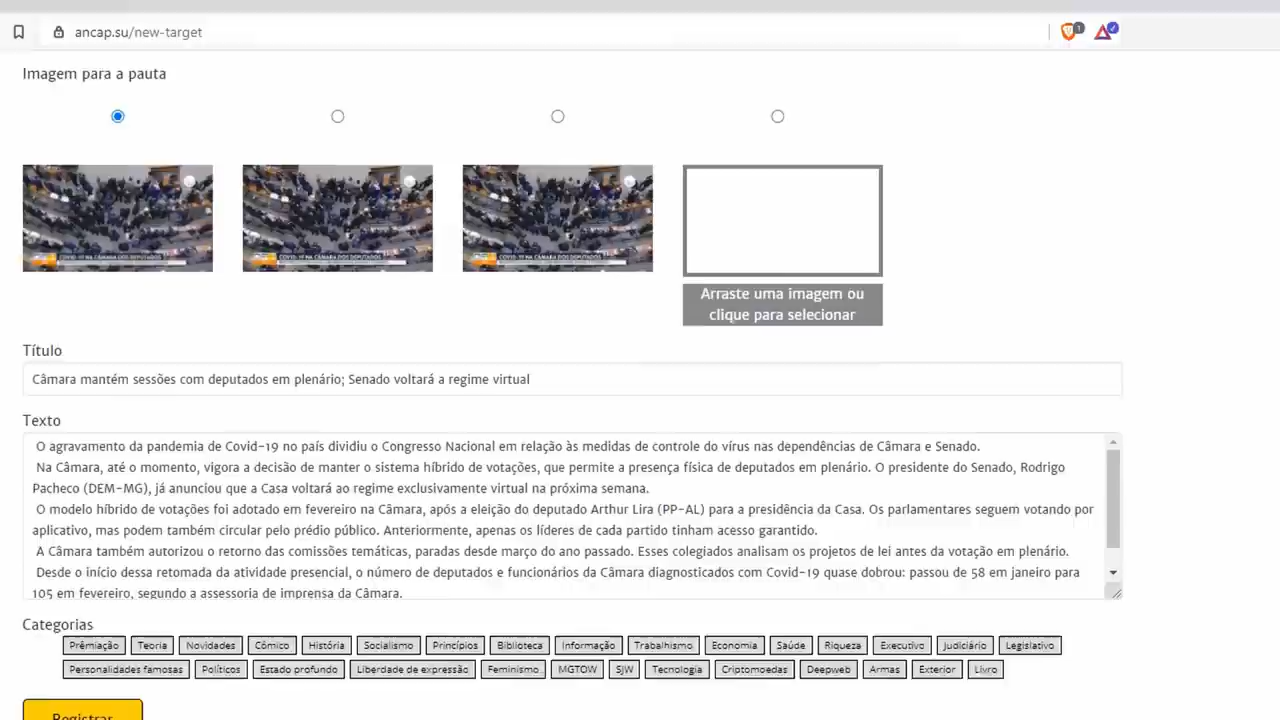 ancap.su/new-target
1
Imagem para a pauta
COVID-19 NA CÂMARA DOS DEPUTADOS
COVID-19 NA CÂMARA DOS DEPUTADOS
COVID-19 NA CÂMARA DOS DEPUTADOS
Arraste uma imagem ou
clique para selecionar
Título
Câmara mantém sessões com deputados em plenário; Senado voltará a regime virtual
Texto
O agravamento da pandemia de Covid-19 no país dividiu o Congresso Nacional em relação às medidas de controle do vírus nas dependências de Câmara e Senado.
Na Câmara, até o momento, vigora a decisão de manter o sistema híbrido de votações, que permite a presença física de deputados em plenário. O presidente do Senado, Rodrigo
Pacheco (DEM-MG), já anunciou que a Casa voltará ao regime exclusivamente virtual na próxima semana.
O modelo híbrido de votações foi adotado em fevereiro na Câmara, após a eleição do deputado Arthur Lira (PP-AL) para a presidência da Casa. Os parlamentares seguem votando por
aplicativo, mas podem também circular pelo prédio público. Anteriormente, apenas os líderes de cada partido tinham acesso garantido.
A Câmara também autorizou o retorno das comissões temáticas, paradas desde março do ano passado. Esses colegiados analisam os projetos de lei antes da votação em plenário.
Desde o início dessa retomada da atividade presencial, o número de deputados e funcionários da Câmara diagnosticados com Covid-19 quase dobrou: passou de 58 em janeiro para
105 em fevereiro, segundo a assessoria de imprensa da Câmara.
Categorias
Prêmiação Teoria Novidades Cômico História Socialismo Princípios Biblioteca Informação Trabalhismo Economia Saúde Riqueza Executivo Judiciário Legislativo
Personalidades famosas Políticos Estado profundo Liberdade de expressão Feminismo MGTOW SJW Tecnologia Criptomoedas Deepweb Armas Exterior Livro
Registrar